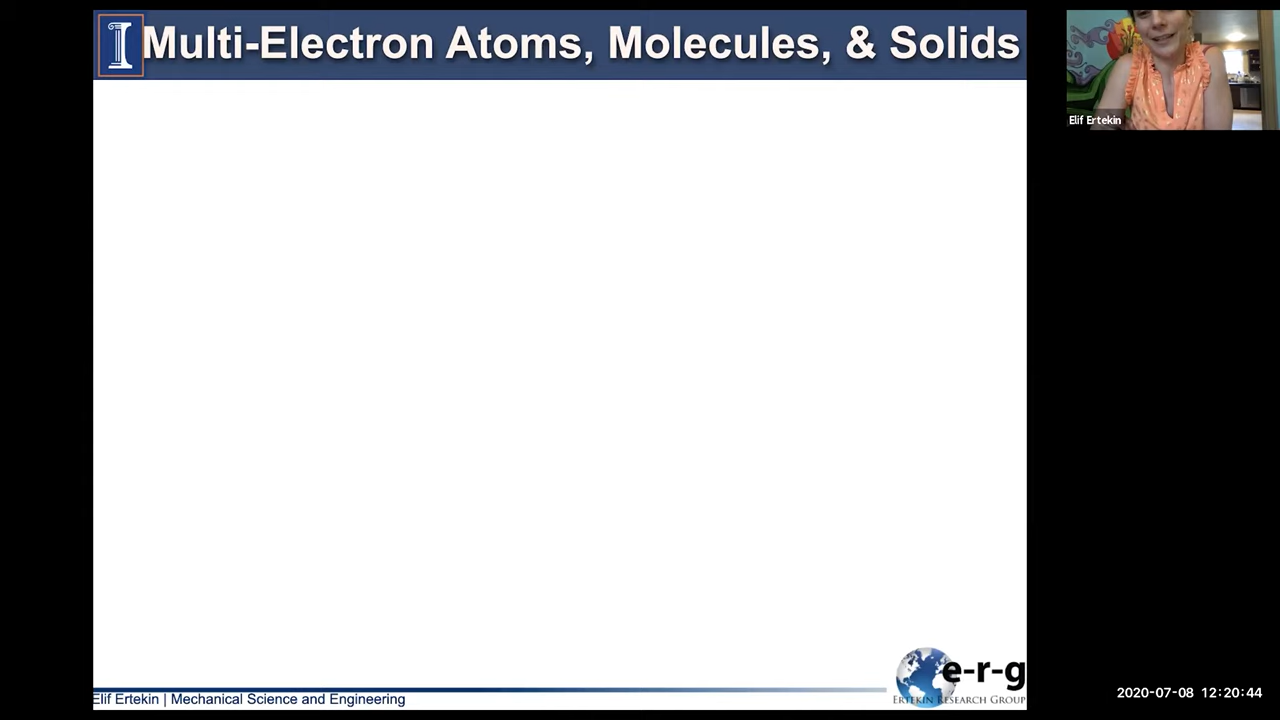 Multi-Electron Atoms, Molecules, & Solids
Elif Ertekin
Elif Ertekin | Mechanical Science and Engineering
e-r-g
ERTEKIN RESEARCH GROUP
2020-07-08 12:20:44